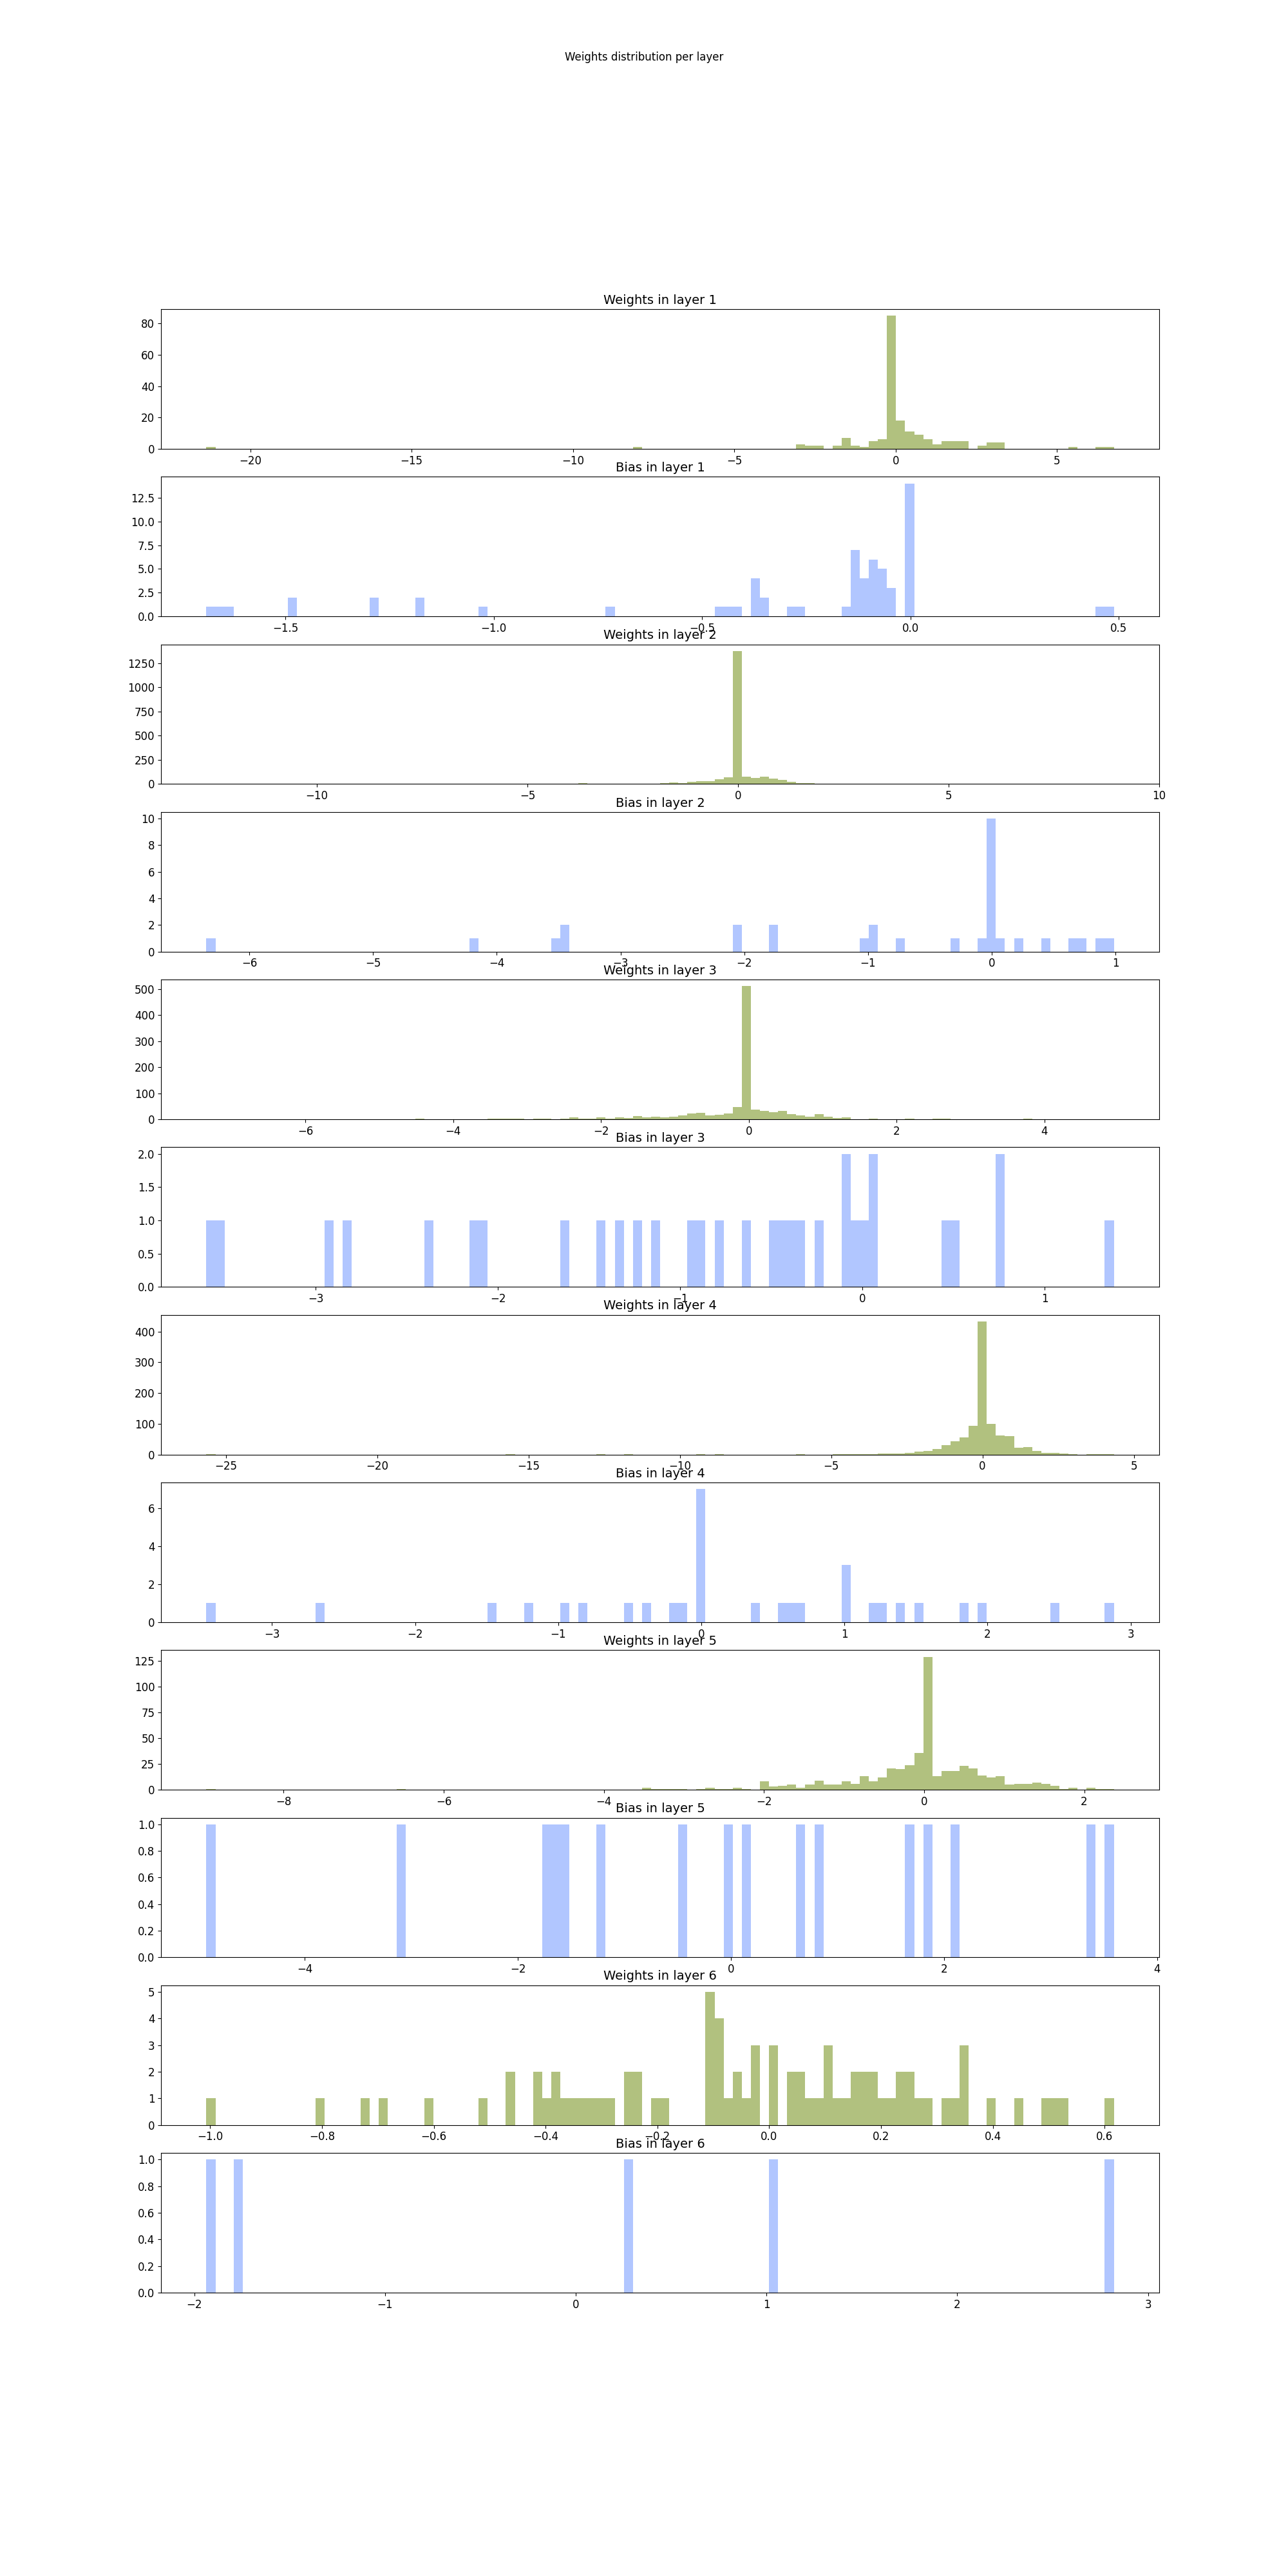 Weights distribution per layer
Weights in layer 1
80
60
40
20
0
−20 −15 −10 −5 0 5
Bias in layer 1
12.5
10.0
7.5
5.0
2.5
0.0
−1.5 −1.0 −0.5 0.0 0.5
Weights in layer 2
1250
1000
750
500
250
0
−10 −5 0 5 10
Bias in layer 2
10
8
6
4
2
0
−6 −5 −4 −3 −2 −1 0 1
Weights in layer 3
500
400
300
200
100
0
−6 −4 −2 0 2 4
Bias in layer 3
2.0
1.5
1.0
0.5
0.0
−3 −2 −1 0 1
Weights in layer 4
400
300
200
100
0
−25 −20 −15 −10 −5 0 5
Bias in layer 4
6
4
2
0
−3 −2 −1 0 1 2 3
Weights in layer 5
125
100
75
50
25
0
−8 −6 −4 −2 0 2
Bias in layer 5
1.0
0.8
0.6
0.4
0.2
0.0
−4 −2 0 2 4
Weights in layer 6
5
4
3
2
1
0
−1.0 −0.8 −0.6 −0.4 −0.2 0.0 0.2 0.4 0.6
Bias in layer 6
1.0
0.8
0.6
0.4
0.2
0.0
−2 −1 0 1 2 3